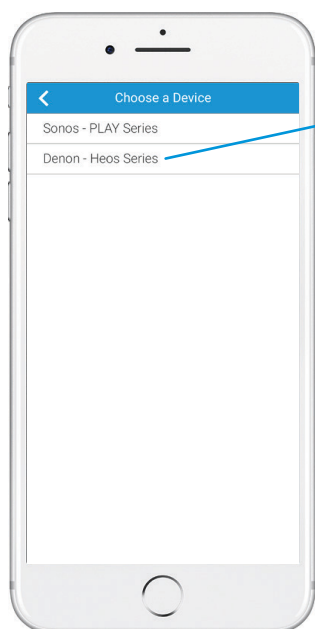 Choose a Device
Sonos - PLAY Series
Denon - Heos Series